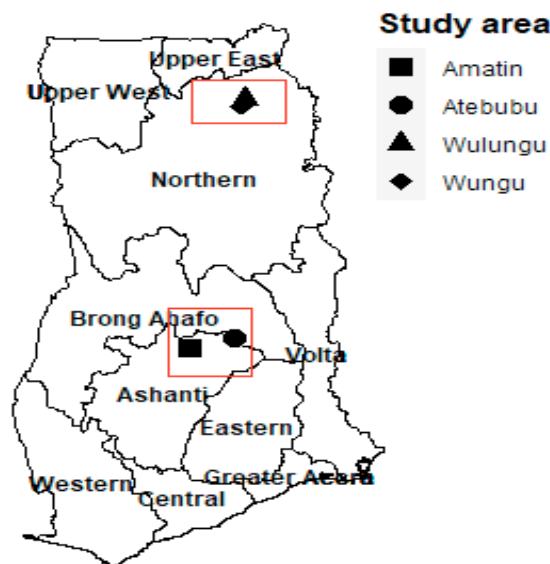 Study area
Amatin
Atebubu
Wulungu
Wungu
Upper East
Upper West
Northern
Brong Ahafo
Volta
Ashanti
Eastern
Greater Accra
Western
Central